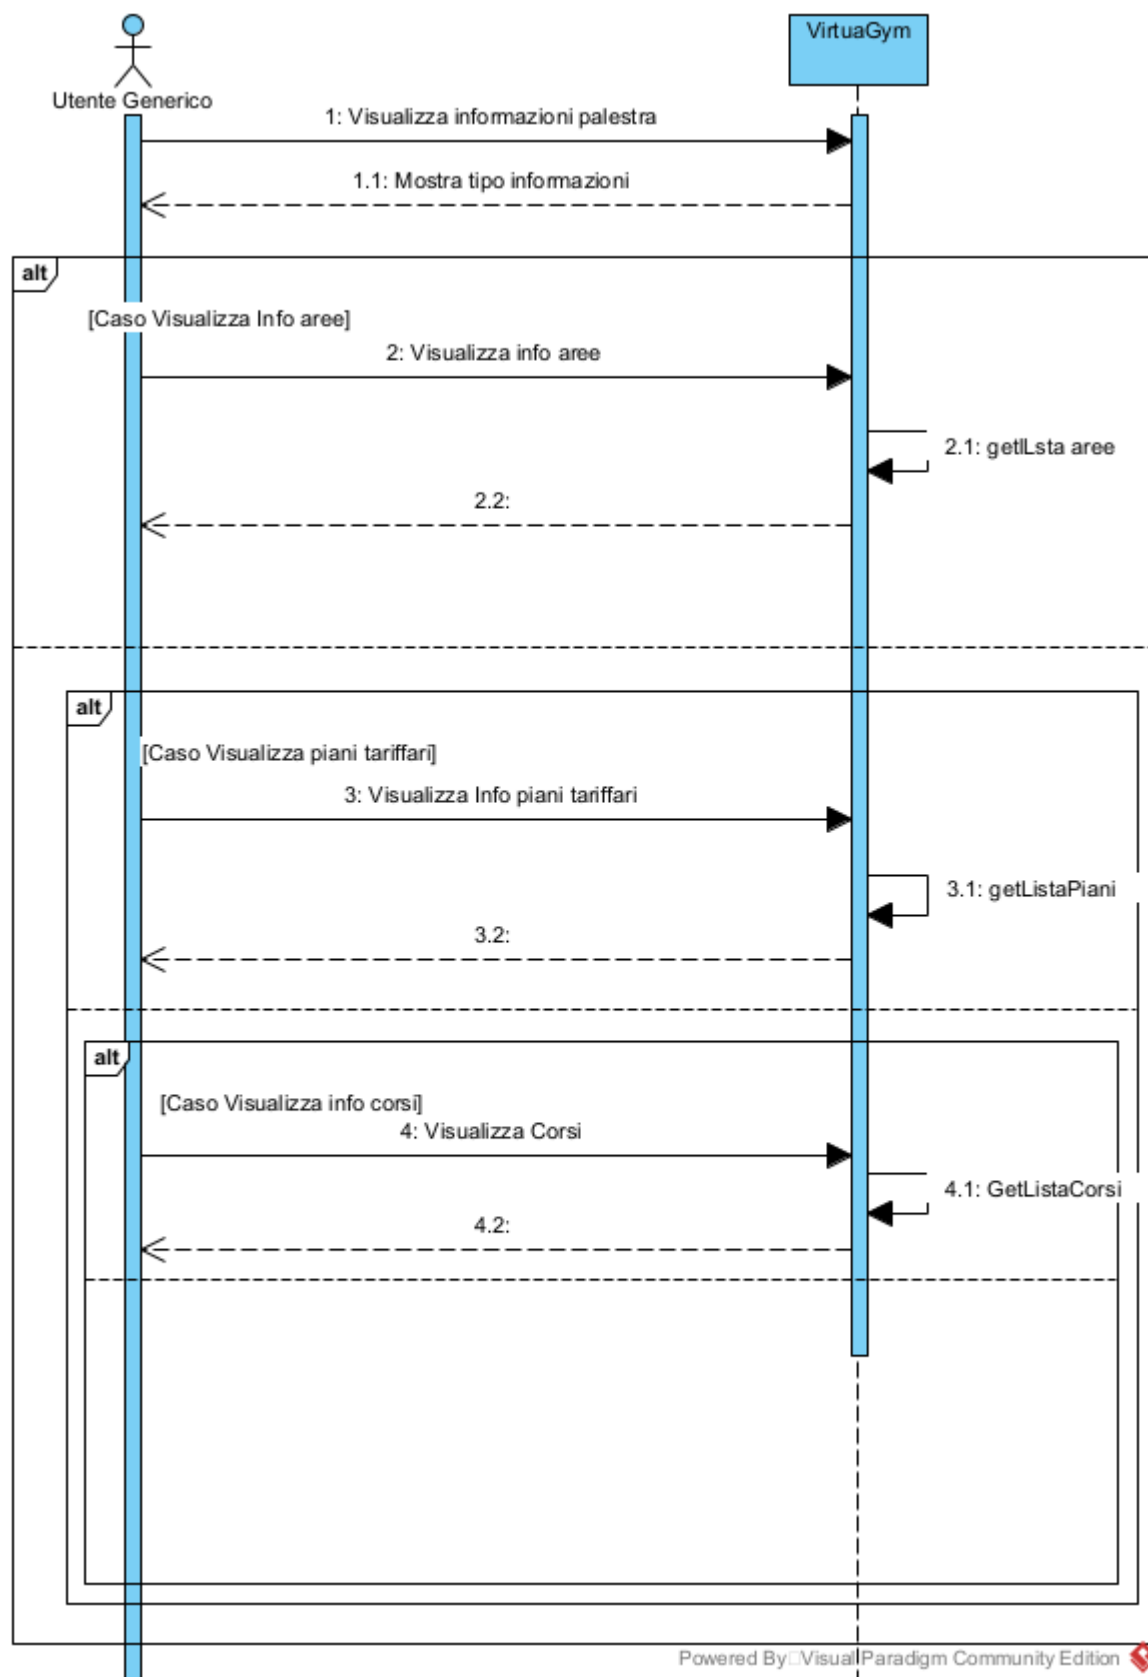 VirtuaGym
Utente Generico
1: Visualizza informazioni palestra
1.1: Mostra tipo informazioni
alt
[Caso Visualizza Info aree]
2: Visualizza info aree
2.1: getlLsta aree
2.2:
alt
[Caso Visualizza piani tariffari]
3: Visualizza Info piani tariffari
3.1: getListaPiani
3.2:
alt
[Caso Visualizza info corsi]
4: Visualizza Corsi
4.1: GetListaCorsi
4.2:
Powered By Visual Paradigm Community Edition